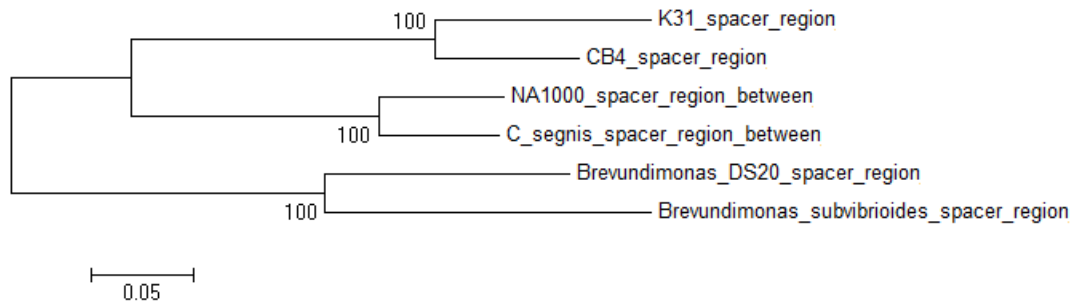 100
K31_spacer_region
CB4_spacer_region
NA1000_spacer_region_between
100
C_segnis_spacer_region_between
Brevundimonas_DS20_spacer_region
100
Brevundimonas_subvibrioides_spacer_region
0.05